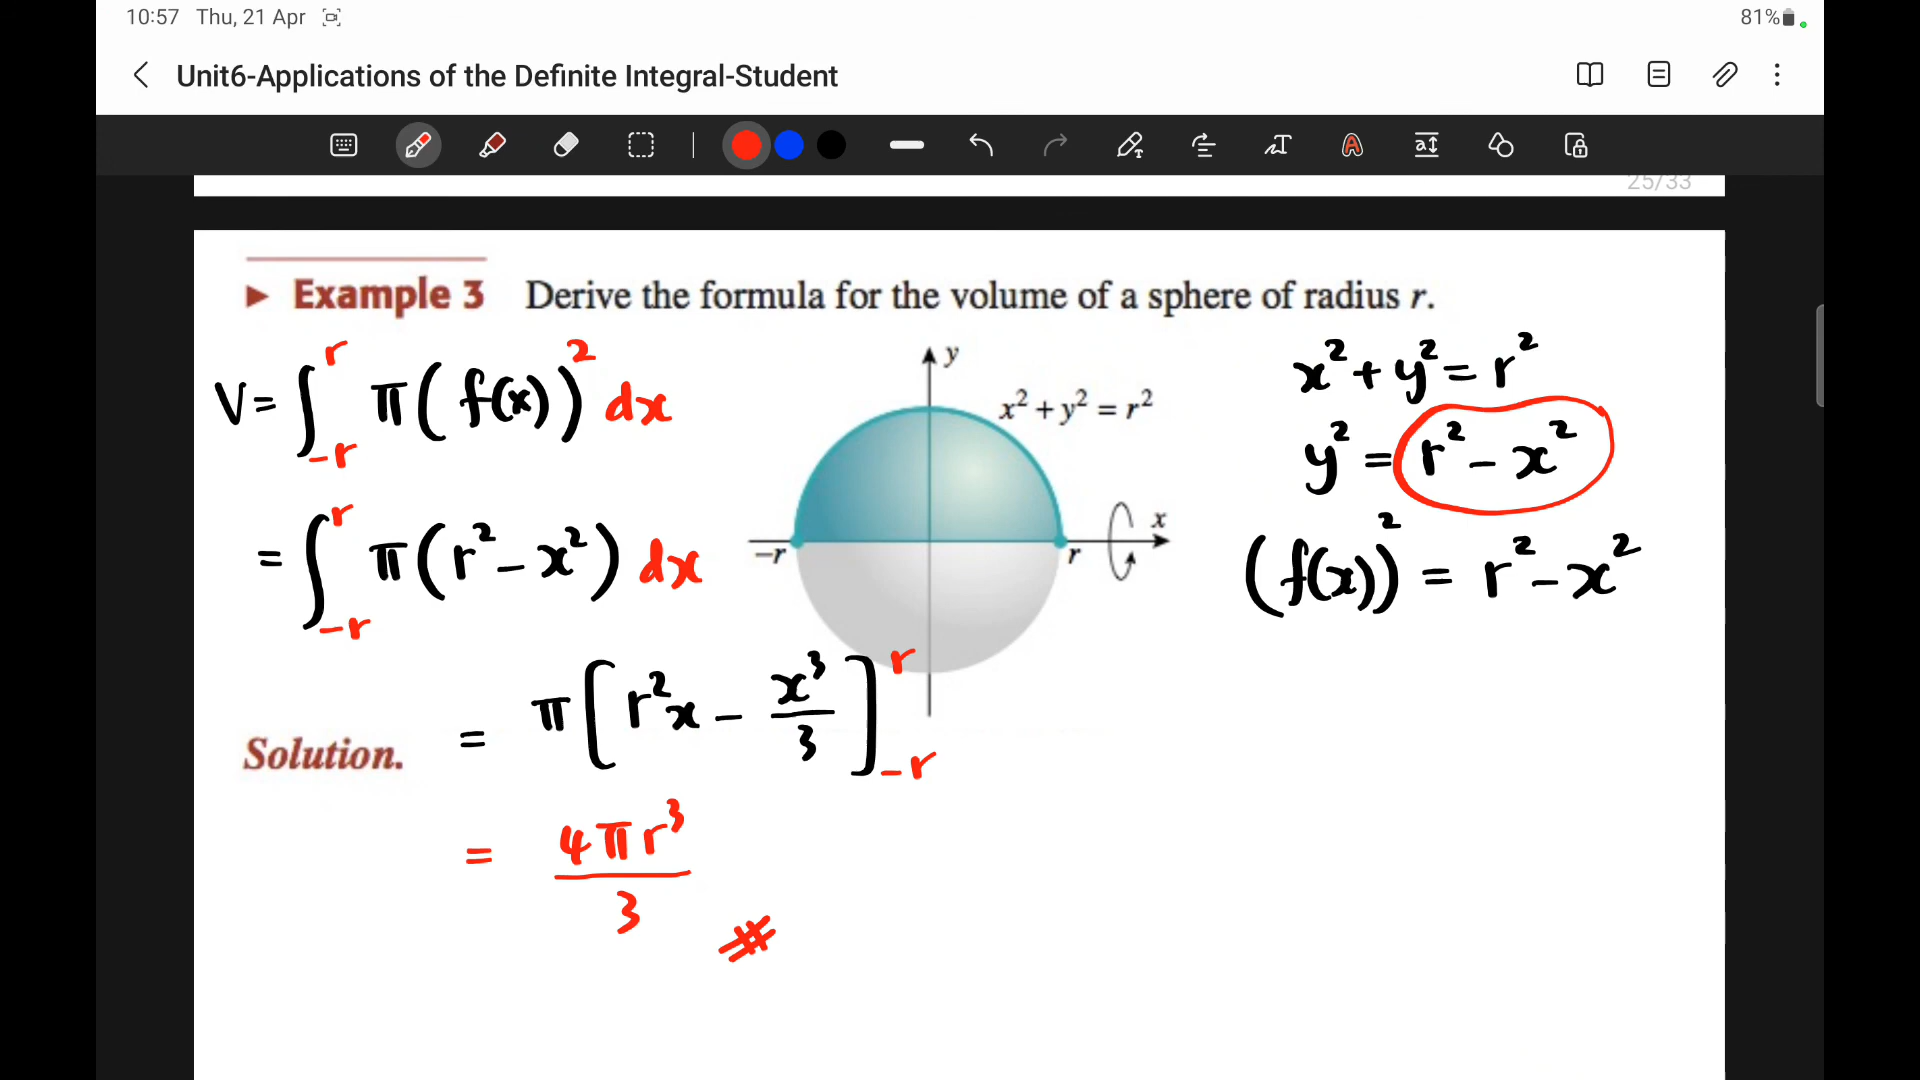 10:57 Thu, 21 Apr
81%
Unit6-Applications of the Definite Integral-Student
25/33
► Example 3 Derive the formula for the volume of a sphere of radius r.
V = ∫_{-r}^{r} π(f(x))² dx
= ∫_{-r}^{r} π(r² - x²) dx
y
x² + y² = r²
-r
r
x
x² + y² = r²
y² = r² - x²
(f(x))² = r² - x²
Solution.
= π[r²x - x³/3]_{-r}^{r}
= 4πr³/3 #